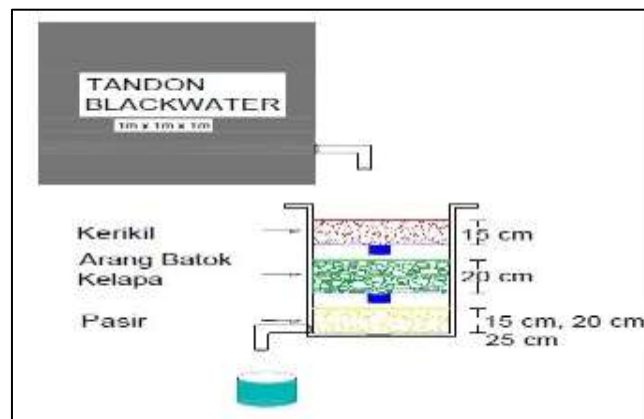 TANDON
BLACKWATER
1m x 1m x 1m
Kerikil
15 cm
Arang Batok
Kelapa
20 cm
Pasir
15 cm, 20 cm
25 cm